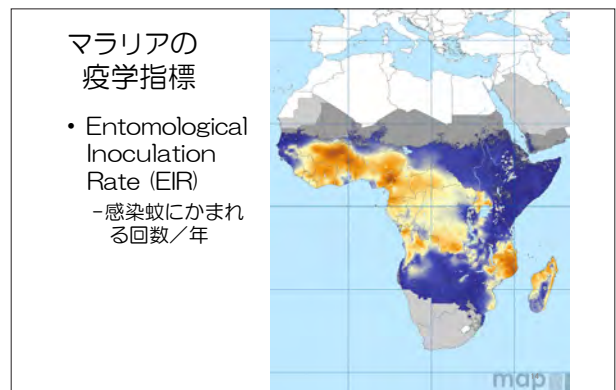 マラリアの
疫学指標
• Entomological
Inoculation
Rate (EIR)
-感染蚊にかまれ
る回数／年
map